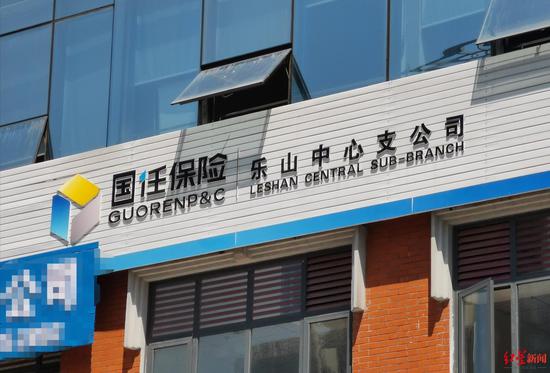 国任保险
GUORENP&C
乐山中心支公司
LESHAN CENTRAL SUB-BRANCH
公司
红星新闻